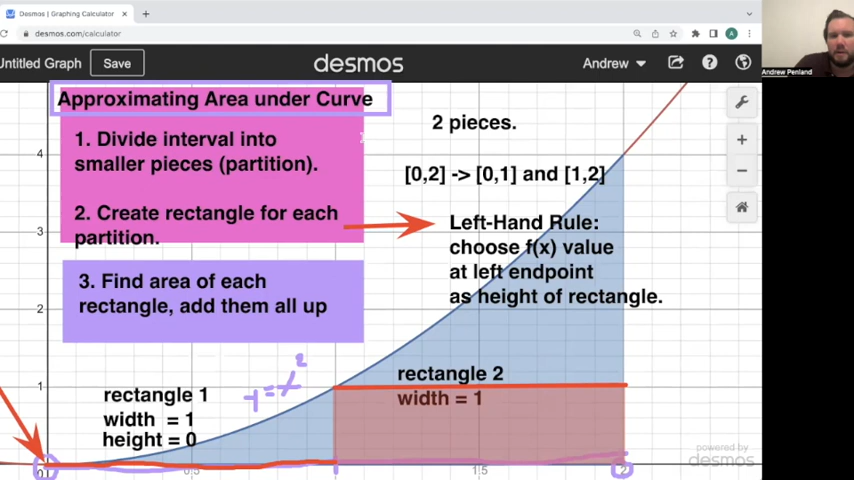 Desmos | Graphing Calculator
desmos.com/calculator
A
Untitled Graph
Save
desmos
Andrew
Andrew Penland
Approximating Area under Curve
1. Divide interval into
smaller pieces (partition).
2. Create rectangle for each
partition.
3. Find area of each
rectangle, add them all up
2 pieces.
[0,2] -> [0,1] and [1,2]
Left-Hand Rule:
choose f(x) value
at left endpoint
as height of rectangle.
4
3
2
1
y = x²
rectangle 1
width = 1
height = 0
rectangle 2
width = 1
0
0.5
1
1.5
2
powered by
desmos